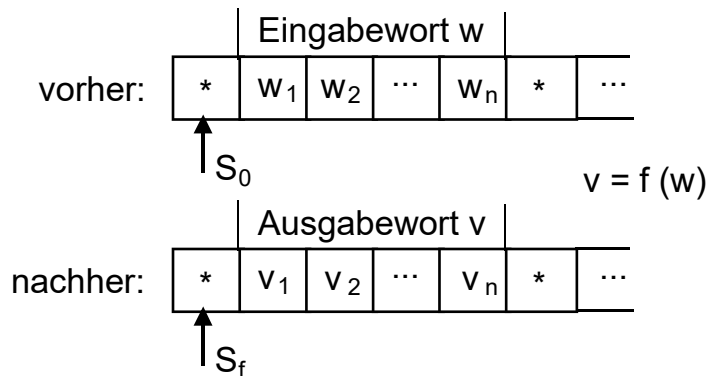 Eingabewort w
vorher: * w1 w2 ... wn * ...
S0
v = f (w)
Ausgabewort v
nachher: * v1 v2 ... vn * ...
Sf